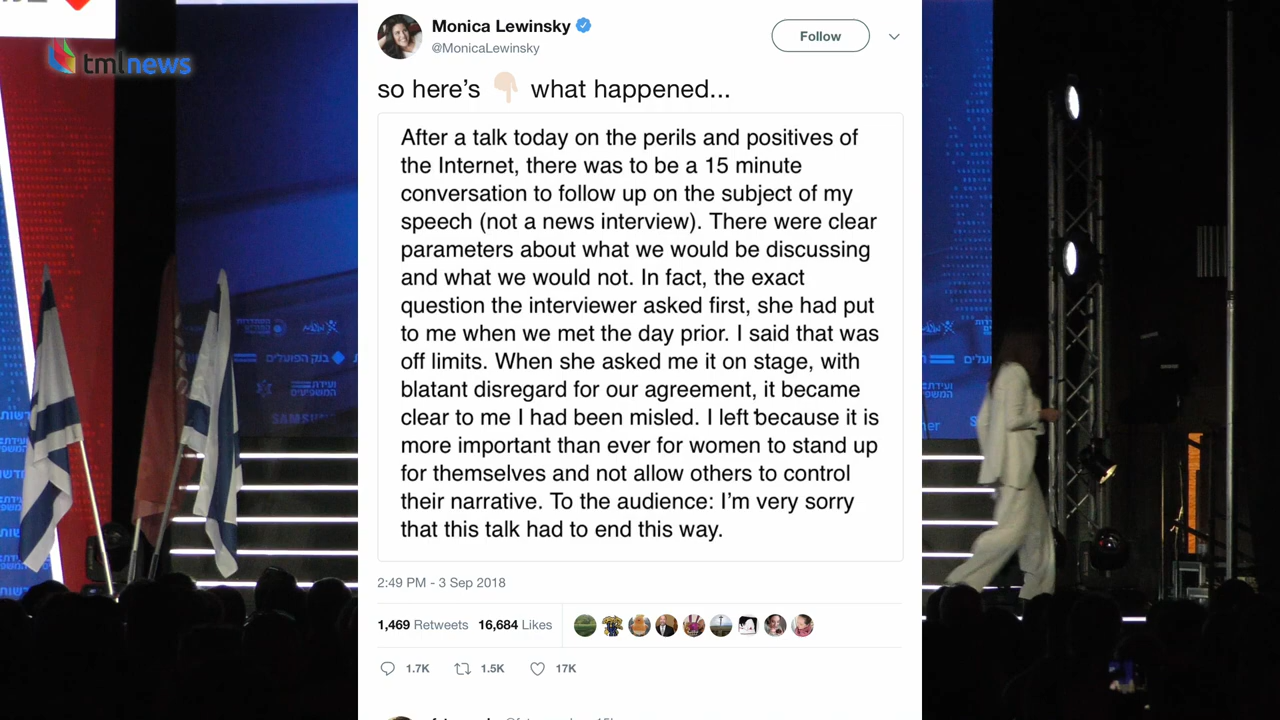 tmlnews
Monica Lewinsky
@MonicaLewinsky
Follow
so here’s 👇🏻 what happened...
After a talk today on the perils and positives of
the Internet, there was to be a 15 minute
conversation to follow up on the subject of my
speech (not a news interview). There were clear
parameters about what we would be discussing
and what we would not. In fact, the exact
question the interviewer asked first, she had put
to me when we met the day prior. I said that was
off limits. When she asked me it on stage, with
blatant disregard for our agreement, it became
clear to me I had been misled. I left because it is
more important than ever for women to stand up
for themselves and not allow others to control
their narrative. To the audience: I’m very sorry
that this talk had to end this way.
2:49 PM - 3 Sep 2018
1,469 Retweets 16,684 Likes
1.7K 1.5K 17K
בנק הפועלים
ועידת
המשפיעים
SAMSU